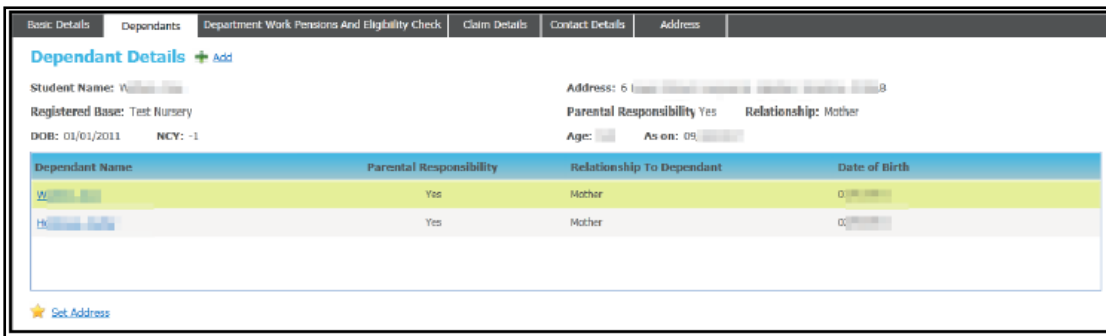 Basic Details Dependants Department Work Pensions And Eligibility Check Claim Details Contact Details Address
Dependant Details Add
Student Name: W
Address: 6
Registered Base: Test Nursery
Parental Responsibility Yes Relationship: Mother
DOB: 01/01/2011 NCY: -1
Age: As on: 09
Dependant Name Parental Responsibility Relationship To Dependant Date of Birth
W Yes Mother 0
H Yes Mother 0
Set Address